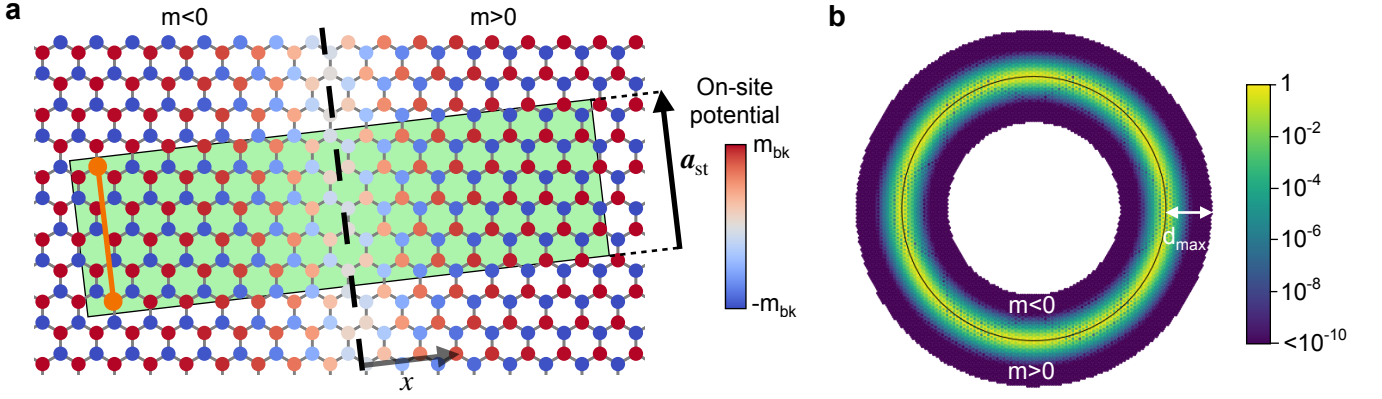 a
m<0
m>0
On-site
potential
m_bk
-m_bk
a_st
x
b
d_max
m<0
m>0
1
10^-2
10^-4
10^-6
10^-8
<10^-10